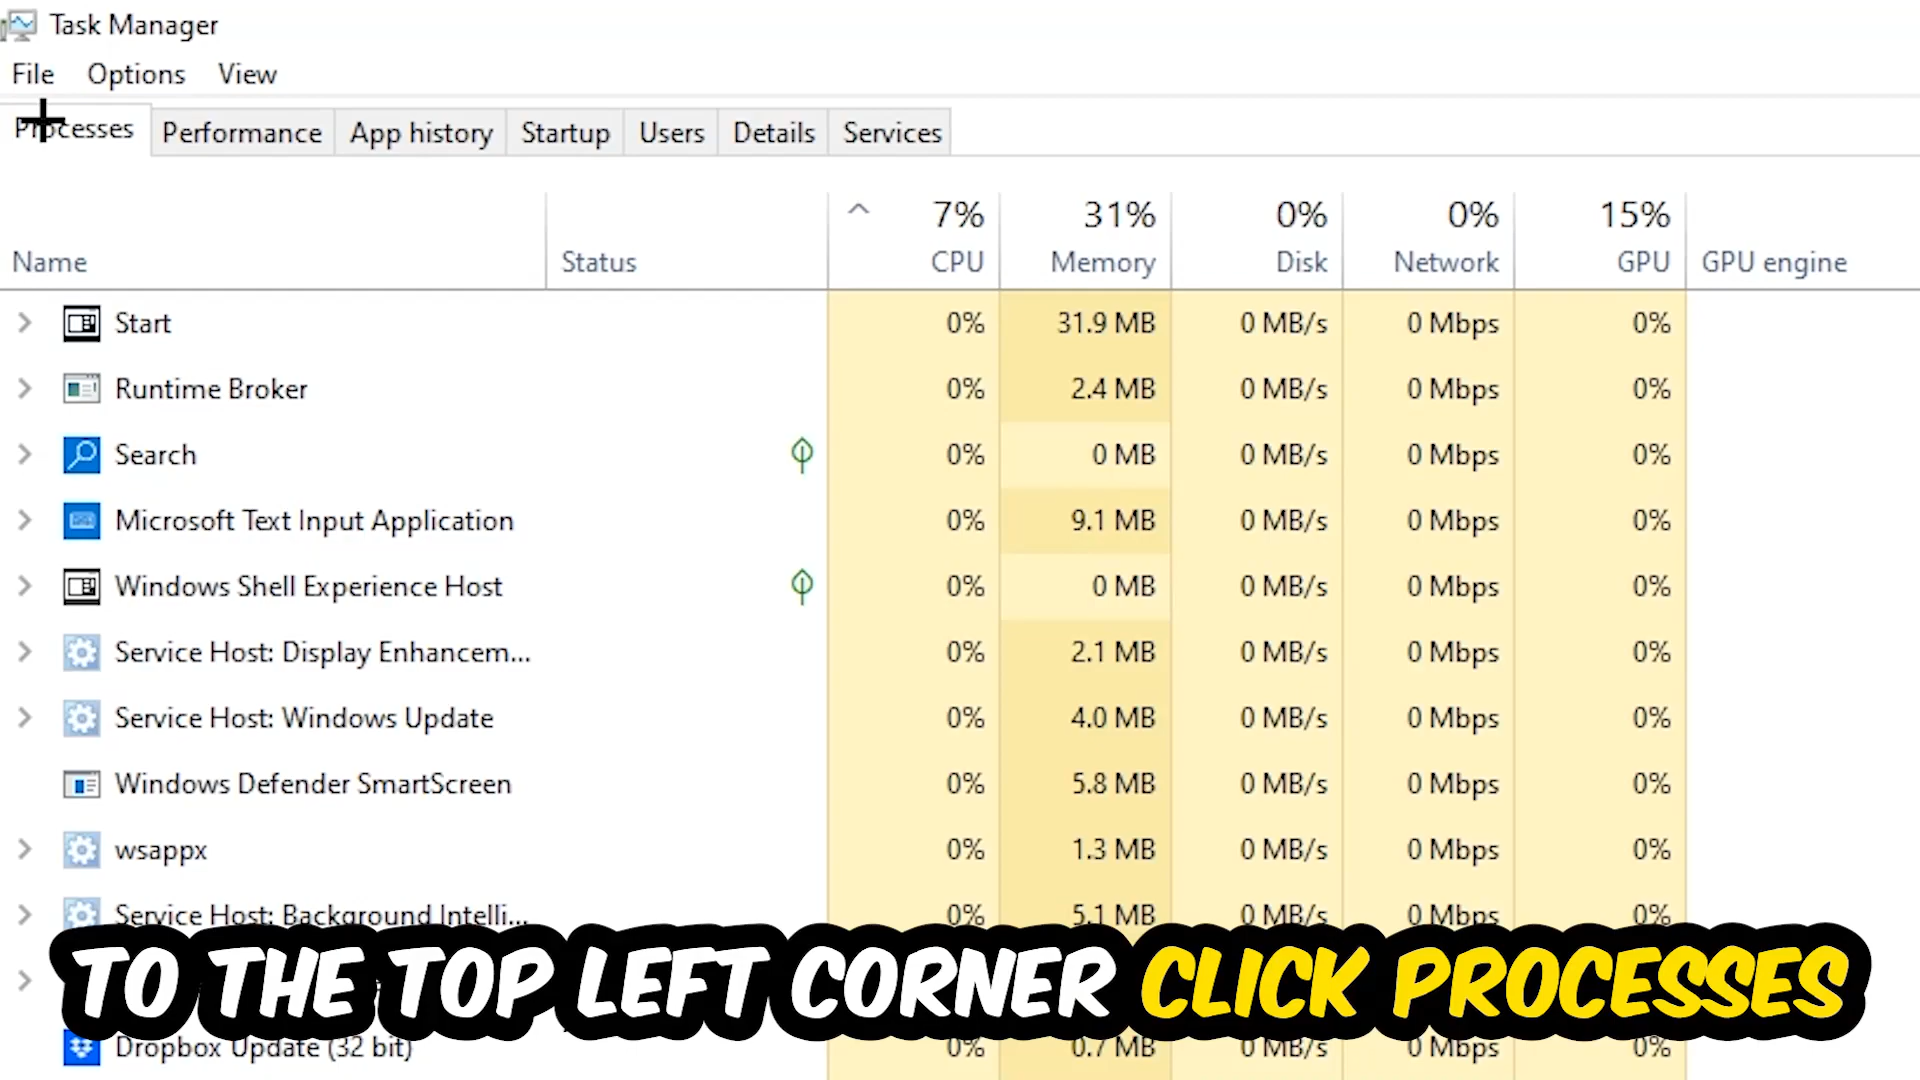 Task Manager
File Options View
Processes Performance App history Startup Users Details Services
7% 31% 0% 0% 15%
Name Status CPU Memory Disk Network GPU GPU engine
Start 0% 31.9 MB 0 MB/s 0 Mbps 0%
Runtime Broker 0% 2.4 MB 0 MB/s 0 Mbps 0%
Search 0% 0 MB 0 MB/s 0 Mbps 0%
Microsoft Text Input Application 0% 9.1 MB 0 MB/s 0 Mbps 0%
Windows Shell Experience Host 0% 0 MB 0 MB/s 0 Mbps 0%
Service Host: Display Enhancem... 0% 2.1 MB 0 MB/s 0 Mbps 0%
Service Host: Windows Update 0% 4.0 MB 0 MB/s 0 Mbps 0%
Windows Defender SmartScreen 0% 5.8 MB 0 MB/s 0 Mbps 0%
wsappx 0% 1.3 MB 0 MB/s 0 Mbps 0%
Service Host: Background Intelli... 0% 5.1 MB 0 MB/s 0 Mbps 0%
TO THE TOP LEFT CORNER CLICK PROCESSES
Dropbox Update (32 bit) 0% 0.7 MB 0 MB/s 0 Mbps 0%